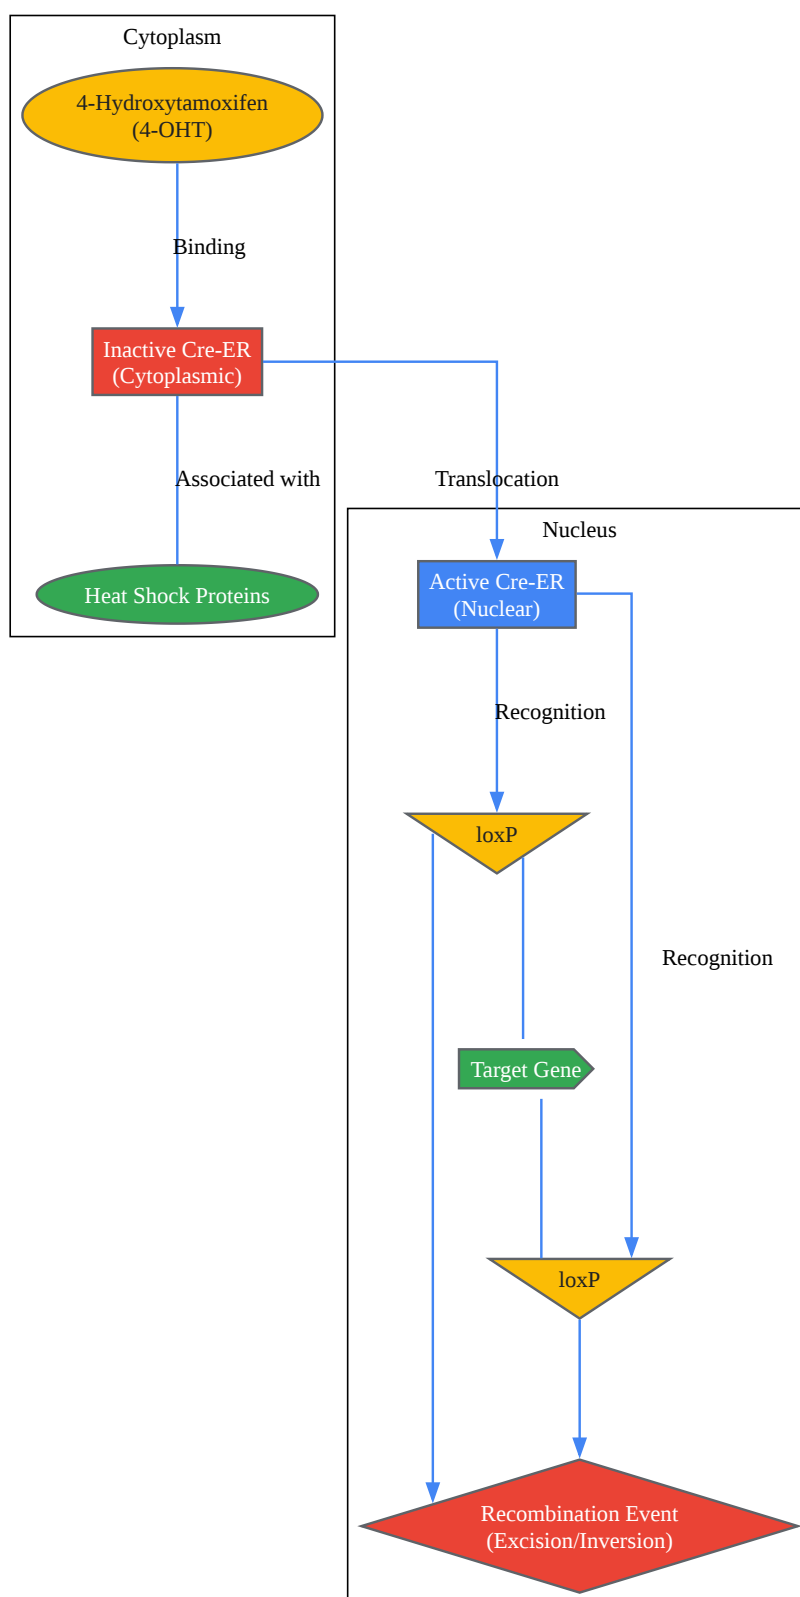 Cytoplasm
4-Hydroxytamoxifen
(4-OHT)
Binding
Inactive Cre-ER
(Cytoplasmic)
Associated with
Translocation
Nucleus
Active Cre-ER
(Nuclear)
Heat Shock Proteins
Recognition
loxP
Recognition
Target Gene
loxP
Recombination Event
(Excision/Inversion)